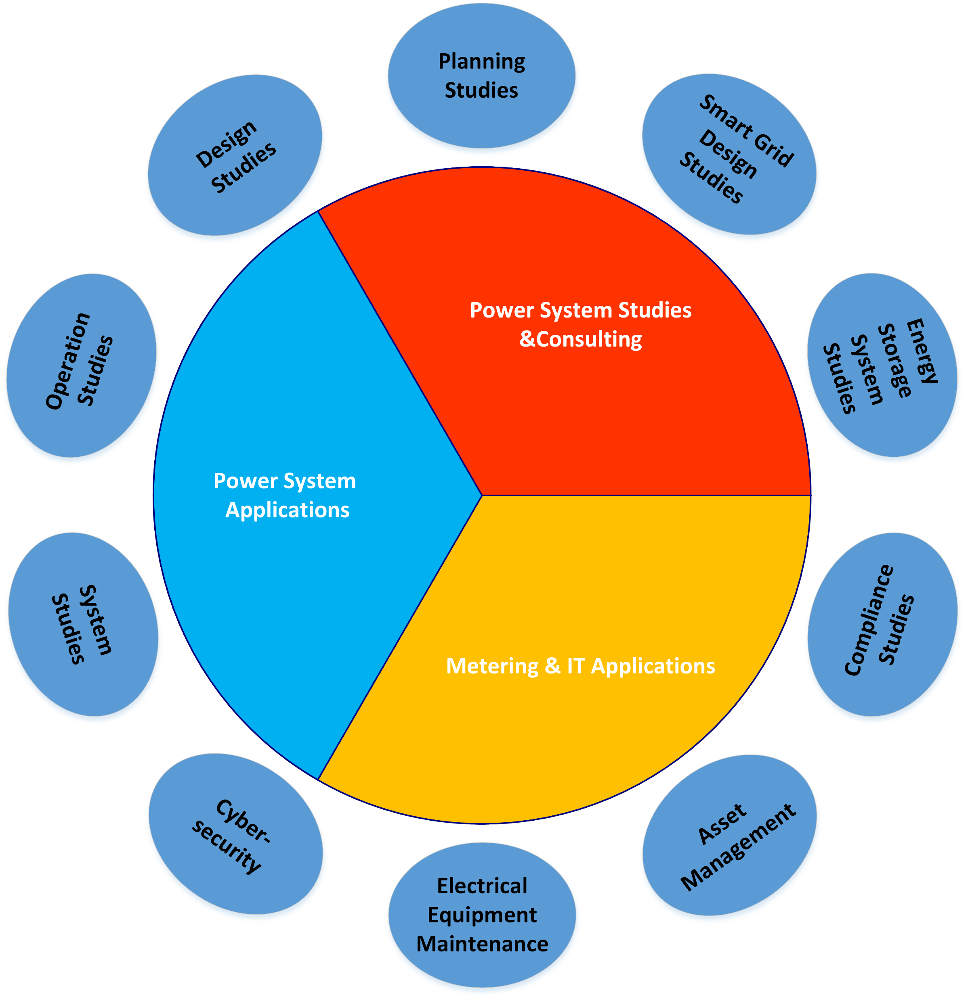 Planning
Studies
Smart Grid
Design
Studies
Energy
Storage
System
Studies
Compliance
Studies
Asset
Management
Electrical
Equipment
Maintenance
Cyber-
security
System
Studies
Operation
Studies
Design
Studies
Power System Studies
&Consulting
Power System
Applications
Metering & IT Applications